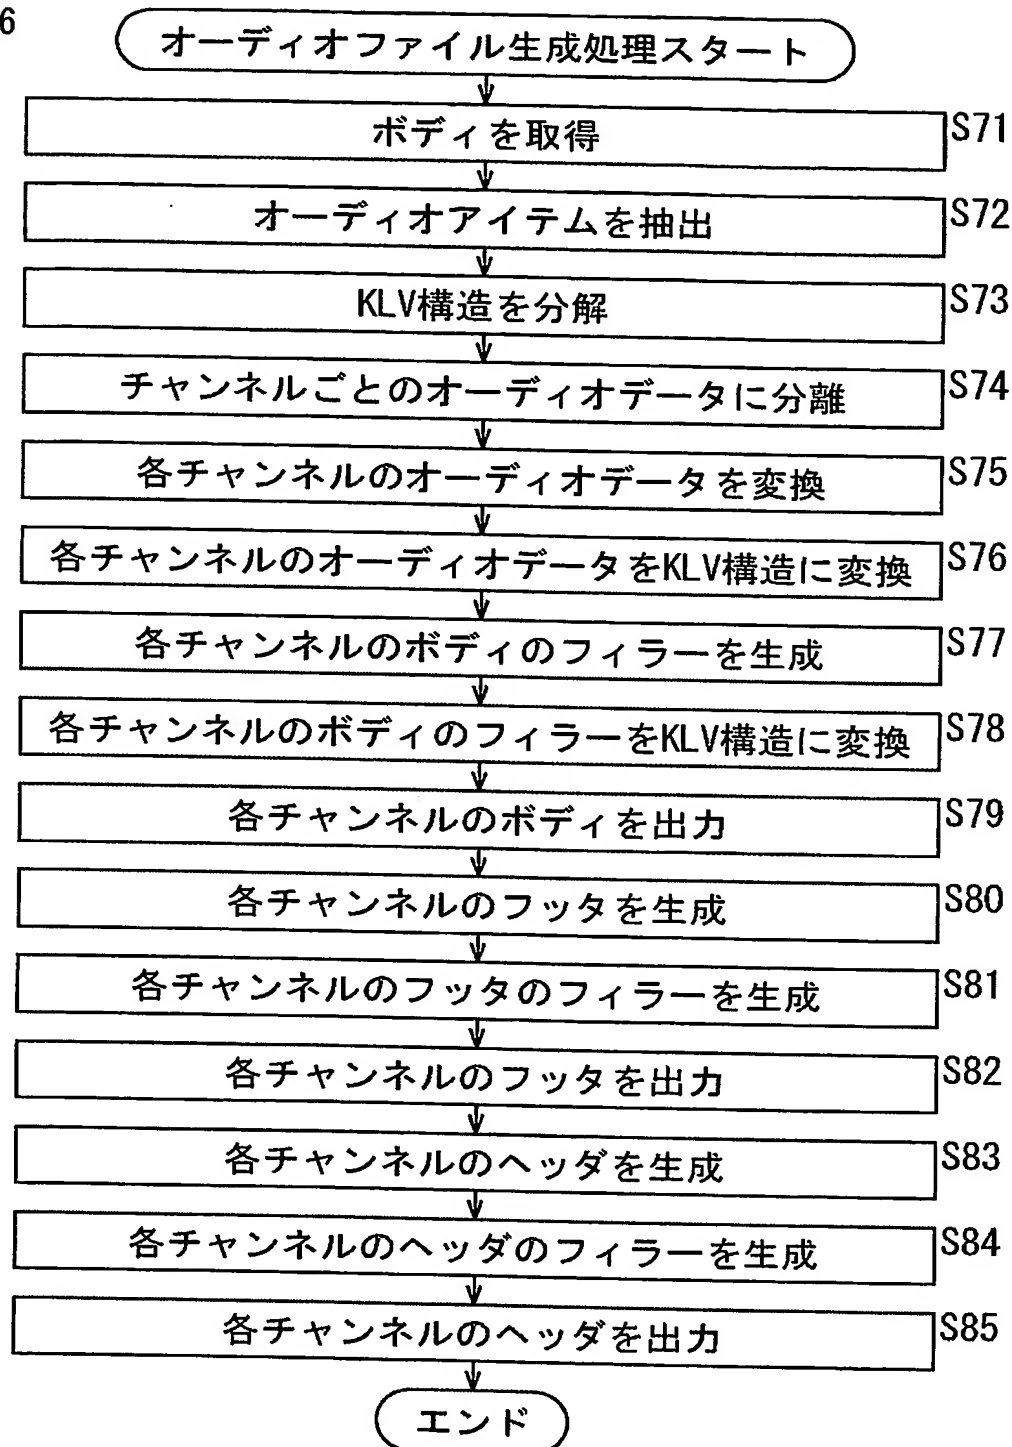 6
オーディオファイル生成処理スタート
ボディを取得 S71
オーディオアイテムを抽出 S72
KLV構造を分解 S73
チャンネルごとのオーディオデータに分離 S74
各チャンネルのオーディオデータを変換 S75
各チャンネルのオーディオデータをKLV構造に変換 S76
各チャンネルのボディのフィラーを生成 S77
各チャンネルのボディのフィラーをKLV構造に変換 S78
各チャンネルのボディを出力 S79
各チャンネルのフッタを生成 S80
各チャンネルのフッタのフィラーを生成 S81
各チャンネルのフッタを出力 S82
各チャンネルのヘッダを生成 S83
各チャンネルのヘッダのフィラーを生成 S84
各チャンネルのヘッダを出力 S85
エンド